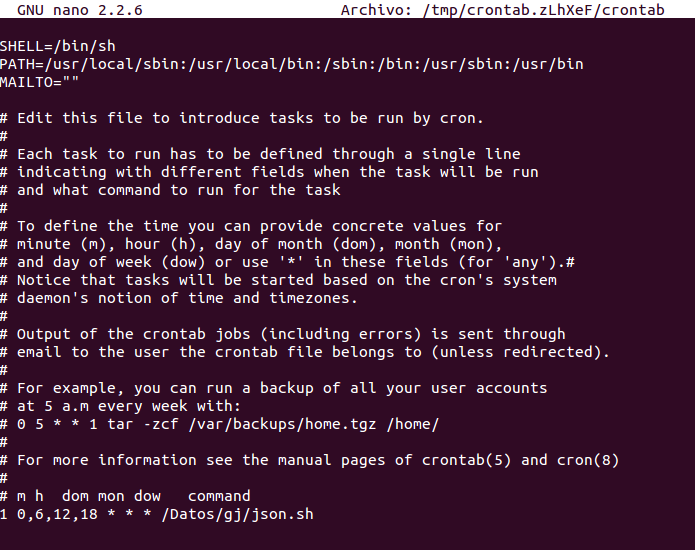 GNU nano 2.2.6 Archivo: /tmp/crontab.zLhXeF/crontab
SHELL=/bin/sh
PATH=/usr/local/sbin:/usr/local/bin:/sbin:/bin:/usr/sbin:/usr/bin
MAILTO=""
# Edit this file to introduce tasks to be run by cron.
#
# Each task to run has to be defined through a single line
# indicating with different fields when the task will be run
# and what command to run for the task
#
# To define the time you can provide concrete values for
# minute (m), hour (h), day of month (dom), month (mon),
# and day of week (dow) or use '*' in these fields (for 'any').#
# Notice that tasks will be started based on the cron's system
# daemon's notion of time and timezones.
#
# Output of the crontab jobs (including errors) is sent through
# email to the user the crontab file belongs to (unless redirected).
#
# For example, you can run a backup of all your user accounts
# at 5 a.m every week with:
# 0 5 * * 1 tar -zcf /var/backups/home.tgz /home/
#
# For more information see the manual pages of crontab(5) and cron(8)
#
# m h  dom mon dow   command
1 0,6,12,18 * * * /Datos/gj/json.sh